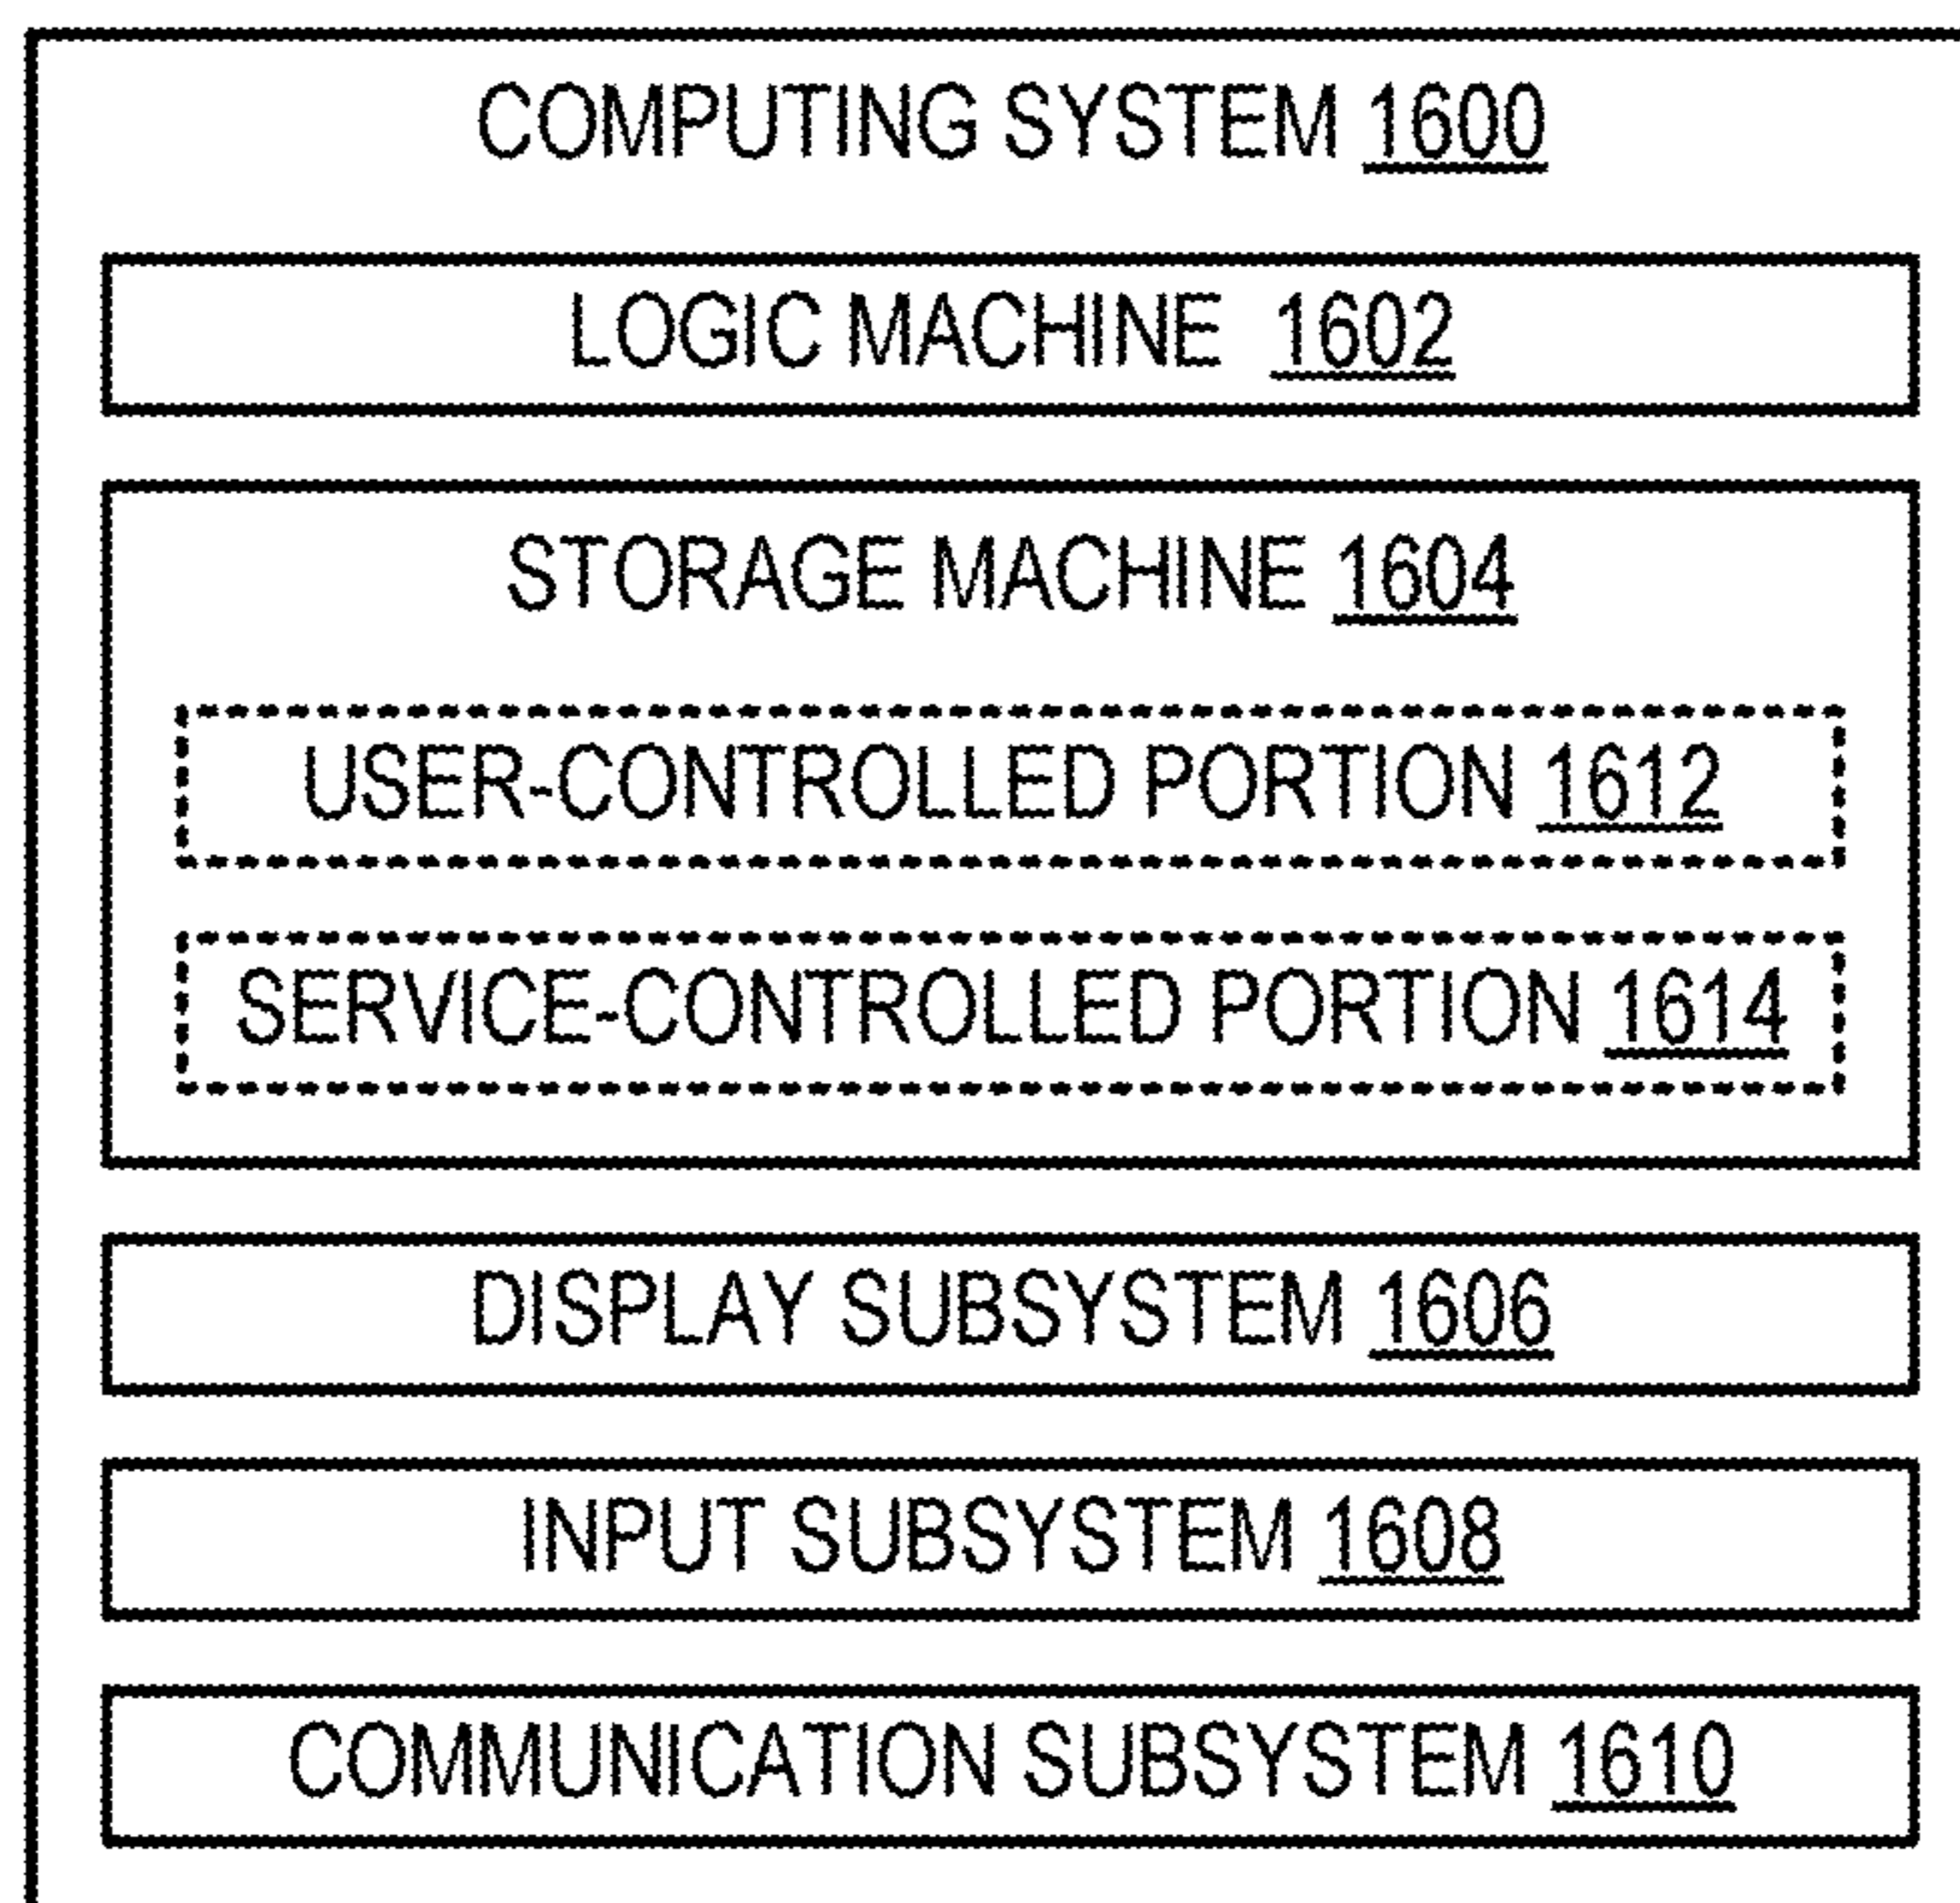 COMPUTING SYSTEM 1600
LOGIC MACHINE 1602
STORAGE MACHINE 1604
USER-CONTROLLED PORTION 1612
SERVICE-CONTROLLED PORTION 1614
DISPLAY SUBSYSTEM 1606
INPUT SUBSYSTEM 1608
COMMUNICATION SUBSYSTEM 1610